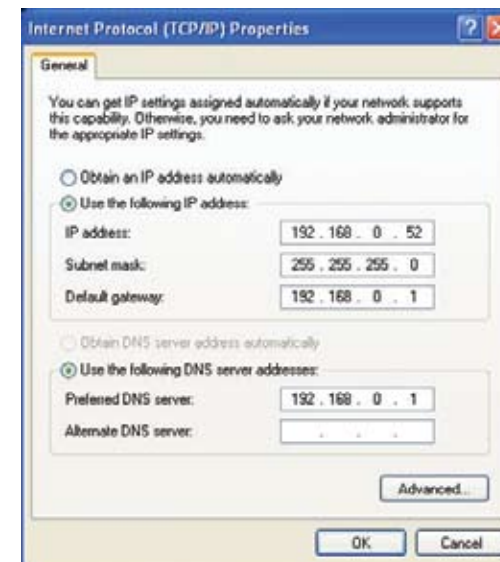 Internet Protocol (TCP/IP) Properties
General
You can get IP settings assigned automatically if your network supports
this capability. Otherwise, you need to ask your network administrator for
the appropriate IP settings.
Obtain an IP address automatically
Use the following IP address:
IP address: 192 . 168 . 0 . 52
Subnet mask: 255 . 255 . 255 . 0
Default gateway: 192 . 168 . 0 . 1
Obtain DNS server address automatically
Use the following DNS server addresses:
Preferred DNS server: 192 . 168 . 0 . 1
Alternate DNS server: . . .
Advanced...
OK Cancel